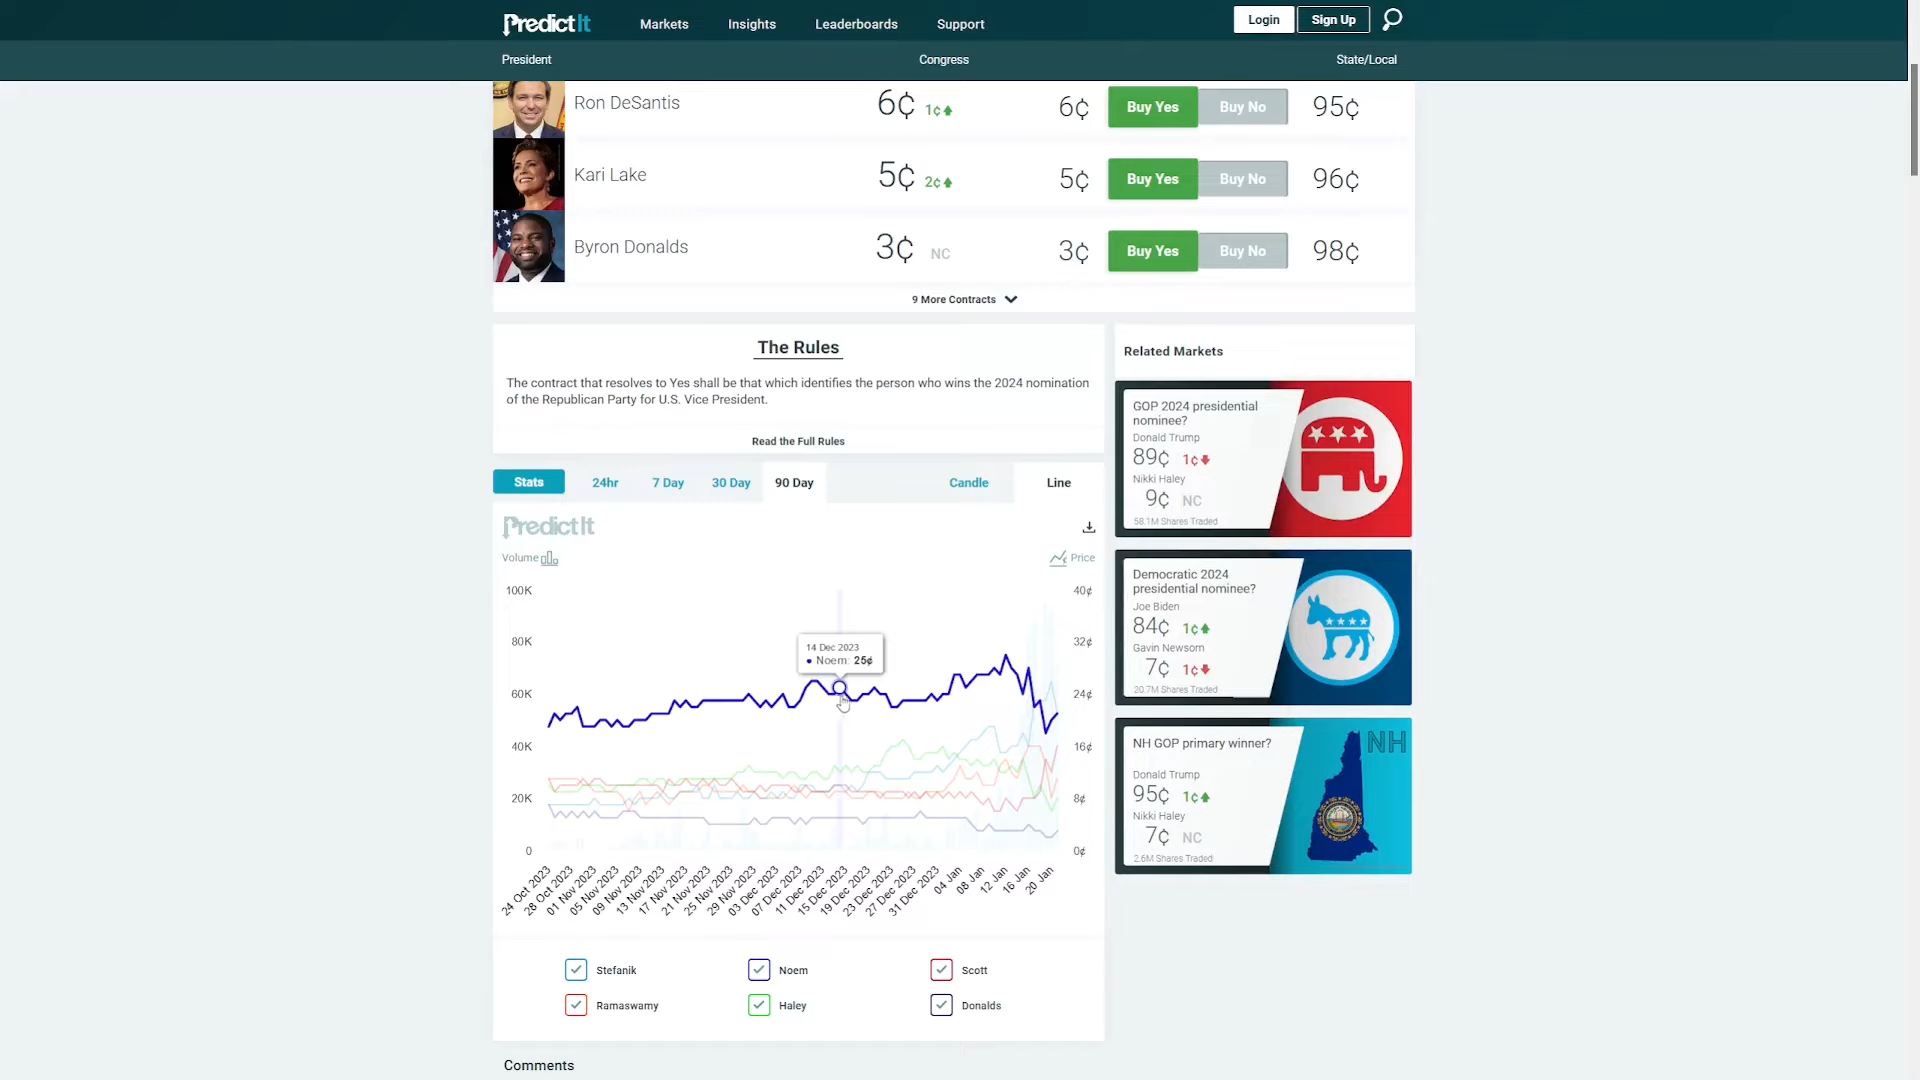 PredictIt
Markets
Insights
Leaderboards
Support
Login
Sign Up
President
Congress
State/Local
Ron DeSantis
6¢ 1¢
6¢
Buy Yes
Buy No
95¢
Kari Lake
5¢ 2¢
5¢
Buy Yes
Buy No
96¢
Byron Donalds
3¢ NC
3¢
Buy Yes
Buy No
98¢
9 More Contracts
The Rules
The contract that resolves to Yes shall be that which identifies the person who wins the 2024 nomination
of the Republican Party for U.S. Vice President.
Read the Full Rules
Stats
24hr
7 Day
30 Day
90 Day
Candle
Line
PredictIt
Volume
Price
100K
80K
60K
40K
20K
0
40¢
32¢
24¢
16¢
8¢
0¢
14 Dec 2023
Noem: 25¢
24 Oct 2023
28 Oct 2023
01 Nov 2023
05 Nov 2023
09 Nov 2023
13 Nov 2023
17 Nov 2023
21 Nov 2023
25 Nov 2023
29 Nov 2023
03 Dec 2023
07 Dec 2023
11 Dec 2023
15 Dec 2023
19 Dec 2023
23 Dec 2023
27 Dec 2023
31 Dec 2023
04 Jan
08 Jan
12 Jan
16 Jan
20 Jan
Stefanik
Noem
Scott
Ramaswamy
Haley
Donalds
Comments
Related Markets
GOP 2024 presidential
nominee?
Donald Trump
89¢ 1¢
Nikki Haley
9¢ NC
58.1M Shares Traded
Democratic 2024
presidential nominee?
Joe Biden
84¢ 1¢
Gavin Newsom
7¢ 1¢
20.7M Shares Traded
NH GOP primary winner?
NH
Donald Trump
95¢ 1¢
Nikki Haley
7¢ NC
2.6M Shares Traded